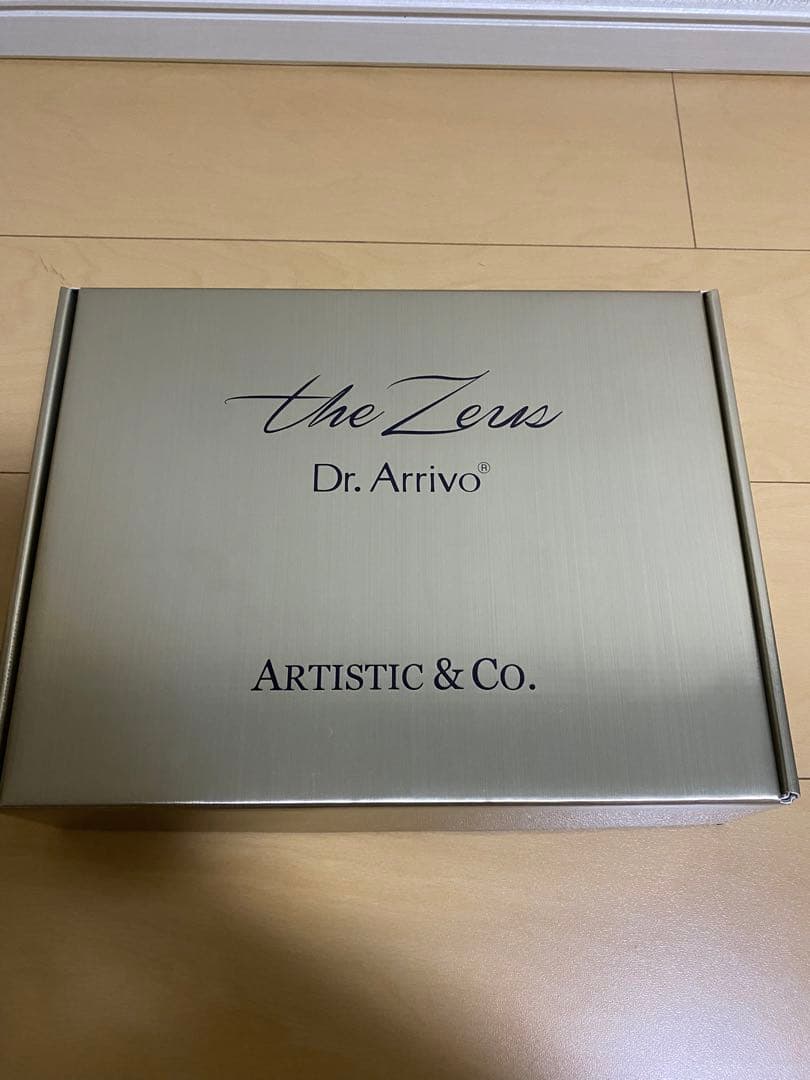 the Zeus
Dr. Arrivo®
ARTISTIC & CO.